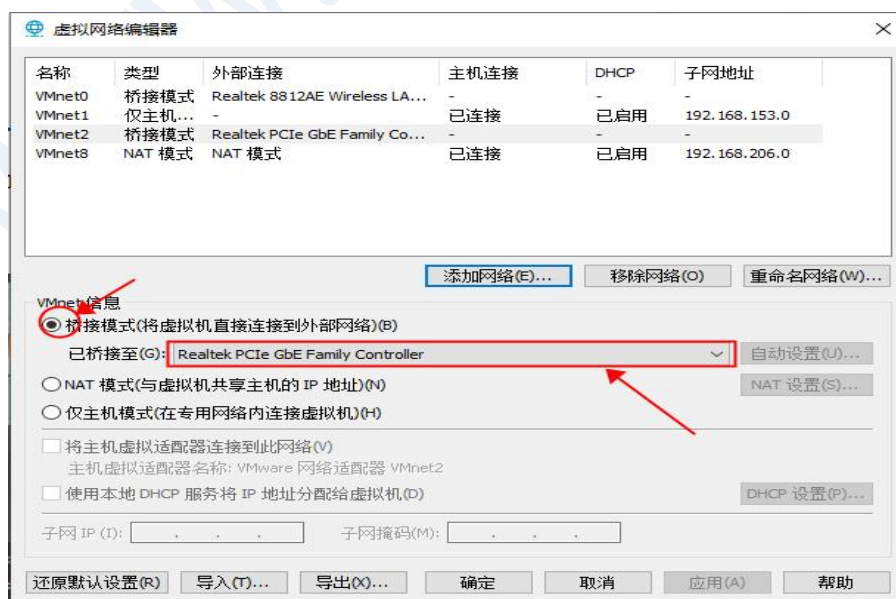 虚拟网络编辑器
名称 类型 外部连接 主机连接 DHCP 子网地址
VMnet0 桥接模式 Realtek 8812AE Wireless LA... - - -
VMnet1 仅主机... - 已连接 已启用 192.168.153.0
VMnet2 桥接模式 Realtek PCIe GbE Family Co... - - -
VMnet8 NAT 模式 NAT 模式 已连接 已启用 192.168.206.0
添加网络(E)... 移除网络(O) 重命名网络(W)...
VMnet 信息
桥接模式(将虚拟机直接连接到外部网络)(B)
已桥接至(G): Realtek PCIe GbE Family Controller 自动设置(U)...
NAT 模式(与虚拟机共享主机的 IP 地址)(N) NAT 设置(S)...
仅主机模式(在专用网络内连接虚拟机)(H)
将主机虚拟适配器连接到此网络(V)
主机虚拟适配器名称: VMware 网络适配器 VMnet2
使用本地 DHCP 服务将 IP 地址分配给虚拟机(D) DHCP 设置(P)...
子网 IP (I): . . . 子网掩码(M): . . .
还原默认设置(R) 导入(T)... 导出(X)... 确定 取消 应用(A) 帮助